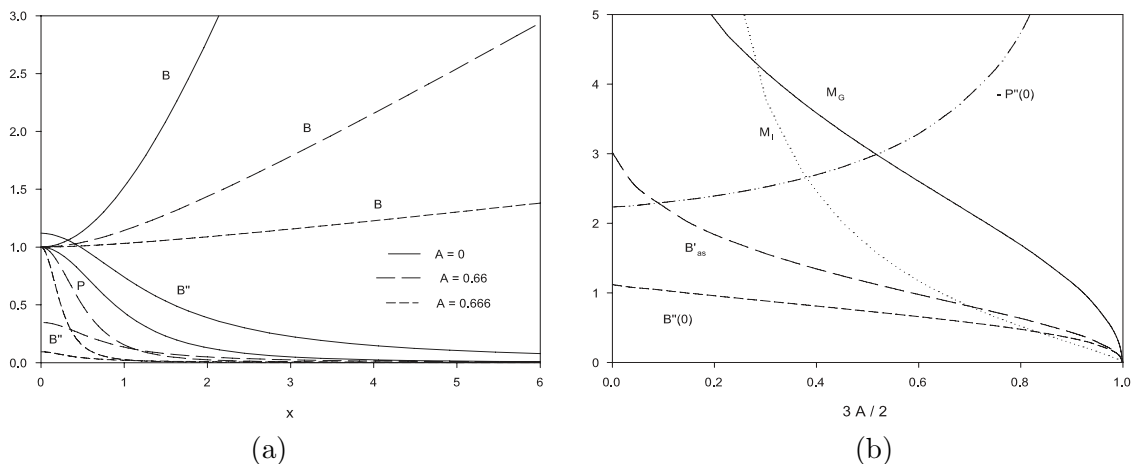 3.0
2.5
2.0
1.5
1.0
0.5
0.0
0 1 2 3 4 5 6
x
B
B
B
B"
P
B"
A = 0
A = 0.66
A = 0.666
(a)
5
4
3
2
1
0
0.0 0.2 0.4 0.6 0.8 1.0
3 A / 2
M_G
- P"(0)
M_I
B'_as
B"(0)
(b)